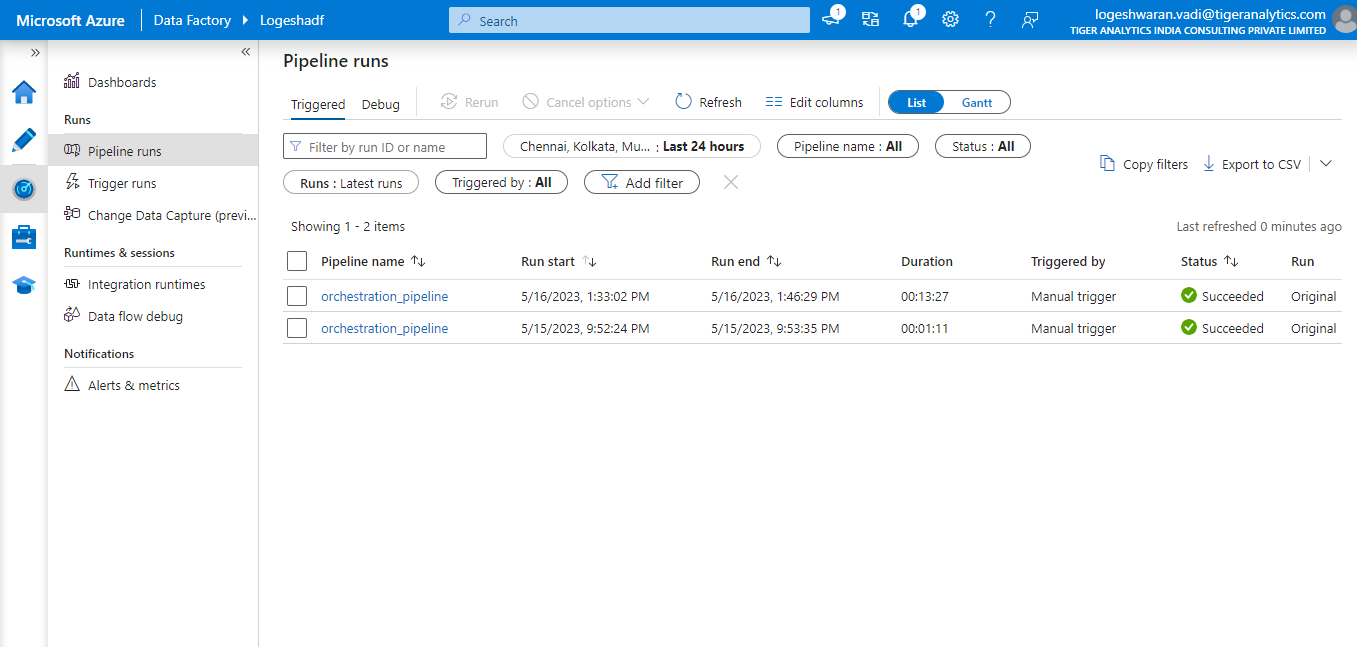 Microsoft Azure Data Factory Logeshadf Search 1 1 logeshwaran.vadi@tigeranalytics.com
TIGER ANALYTICS INDIA CONSULTING PRIVATE LIMITED
Dashboards
Runs
Pipeline runs
Trigger runs
Change Data Capture (previ...
Runtimes & sessions
Integration runtimes
Data flow debug
Notifications
Alerts & metrics
Pipeline runs
Triggered Debug Rerun Cancel options Refresh Edit columns List Gantt
Filter by run ID or name Chennai, Kolkata, Mu... : Last 24 hours Pipeline name : All Status : All
Runs : Latest runs Triggered by : All Add filter
Copy filters Export to CSV
Showing 1 - 2 items Last refreshed 0 minutes ago
Pipeline name Run start Run end Duration Triggered by Status Run
orchestration_pipeline 5/16/2023, 1:33:02 PM 5/16/2023, 1:46:29 PM 00:13:27 Manual trigger Succeeded Original
orchestration_pipeline 5/15/2023, 9:52:24 PM 5/15/2023, 9:53:35 PM 00:01:11 Manual trigger Succeeded Original